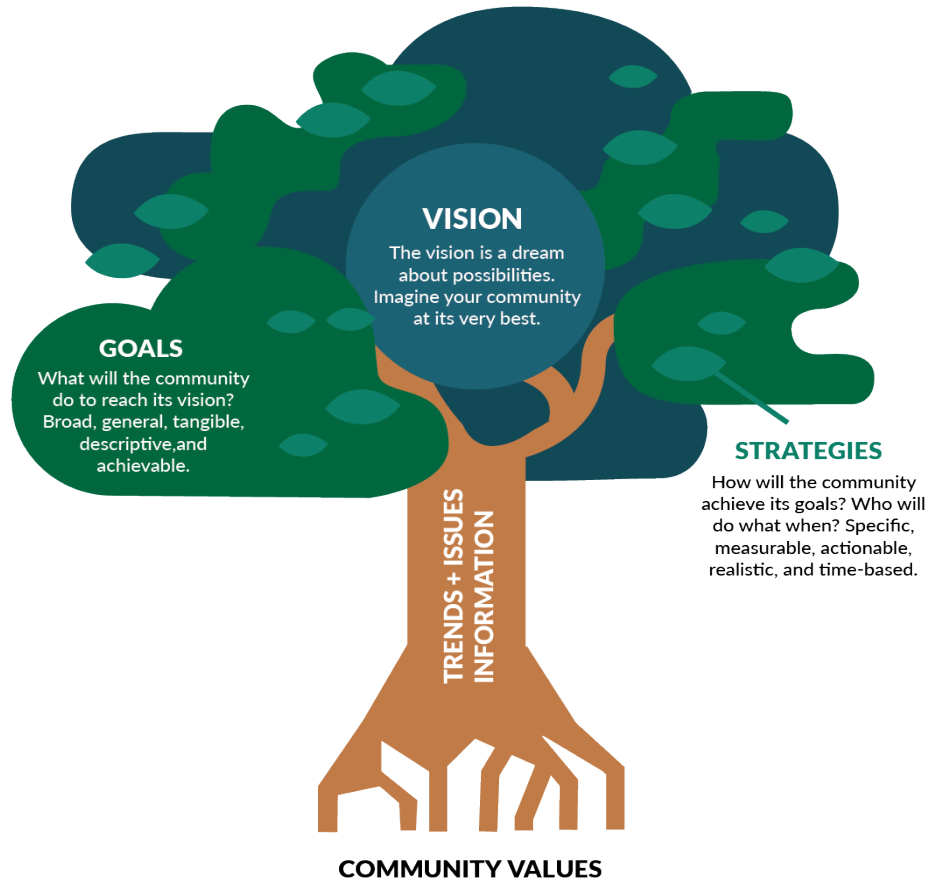 VISION
The vision is a dream
about possibilities.
Imagine your community
at its very best.
GOALS
What will the community
do to reach its vision?
Broad, general, tangible,
descriptive,and
achievable.
STRATEGIES
How will the community
achieve its goals? Who will
do what when? Specific,
measurable, actionable,
realistic, and time-based.
TRENDS + ISSUES
INFORMATION
COMMUNITY VALUES